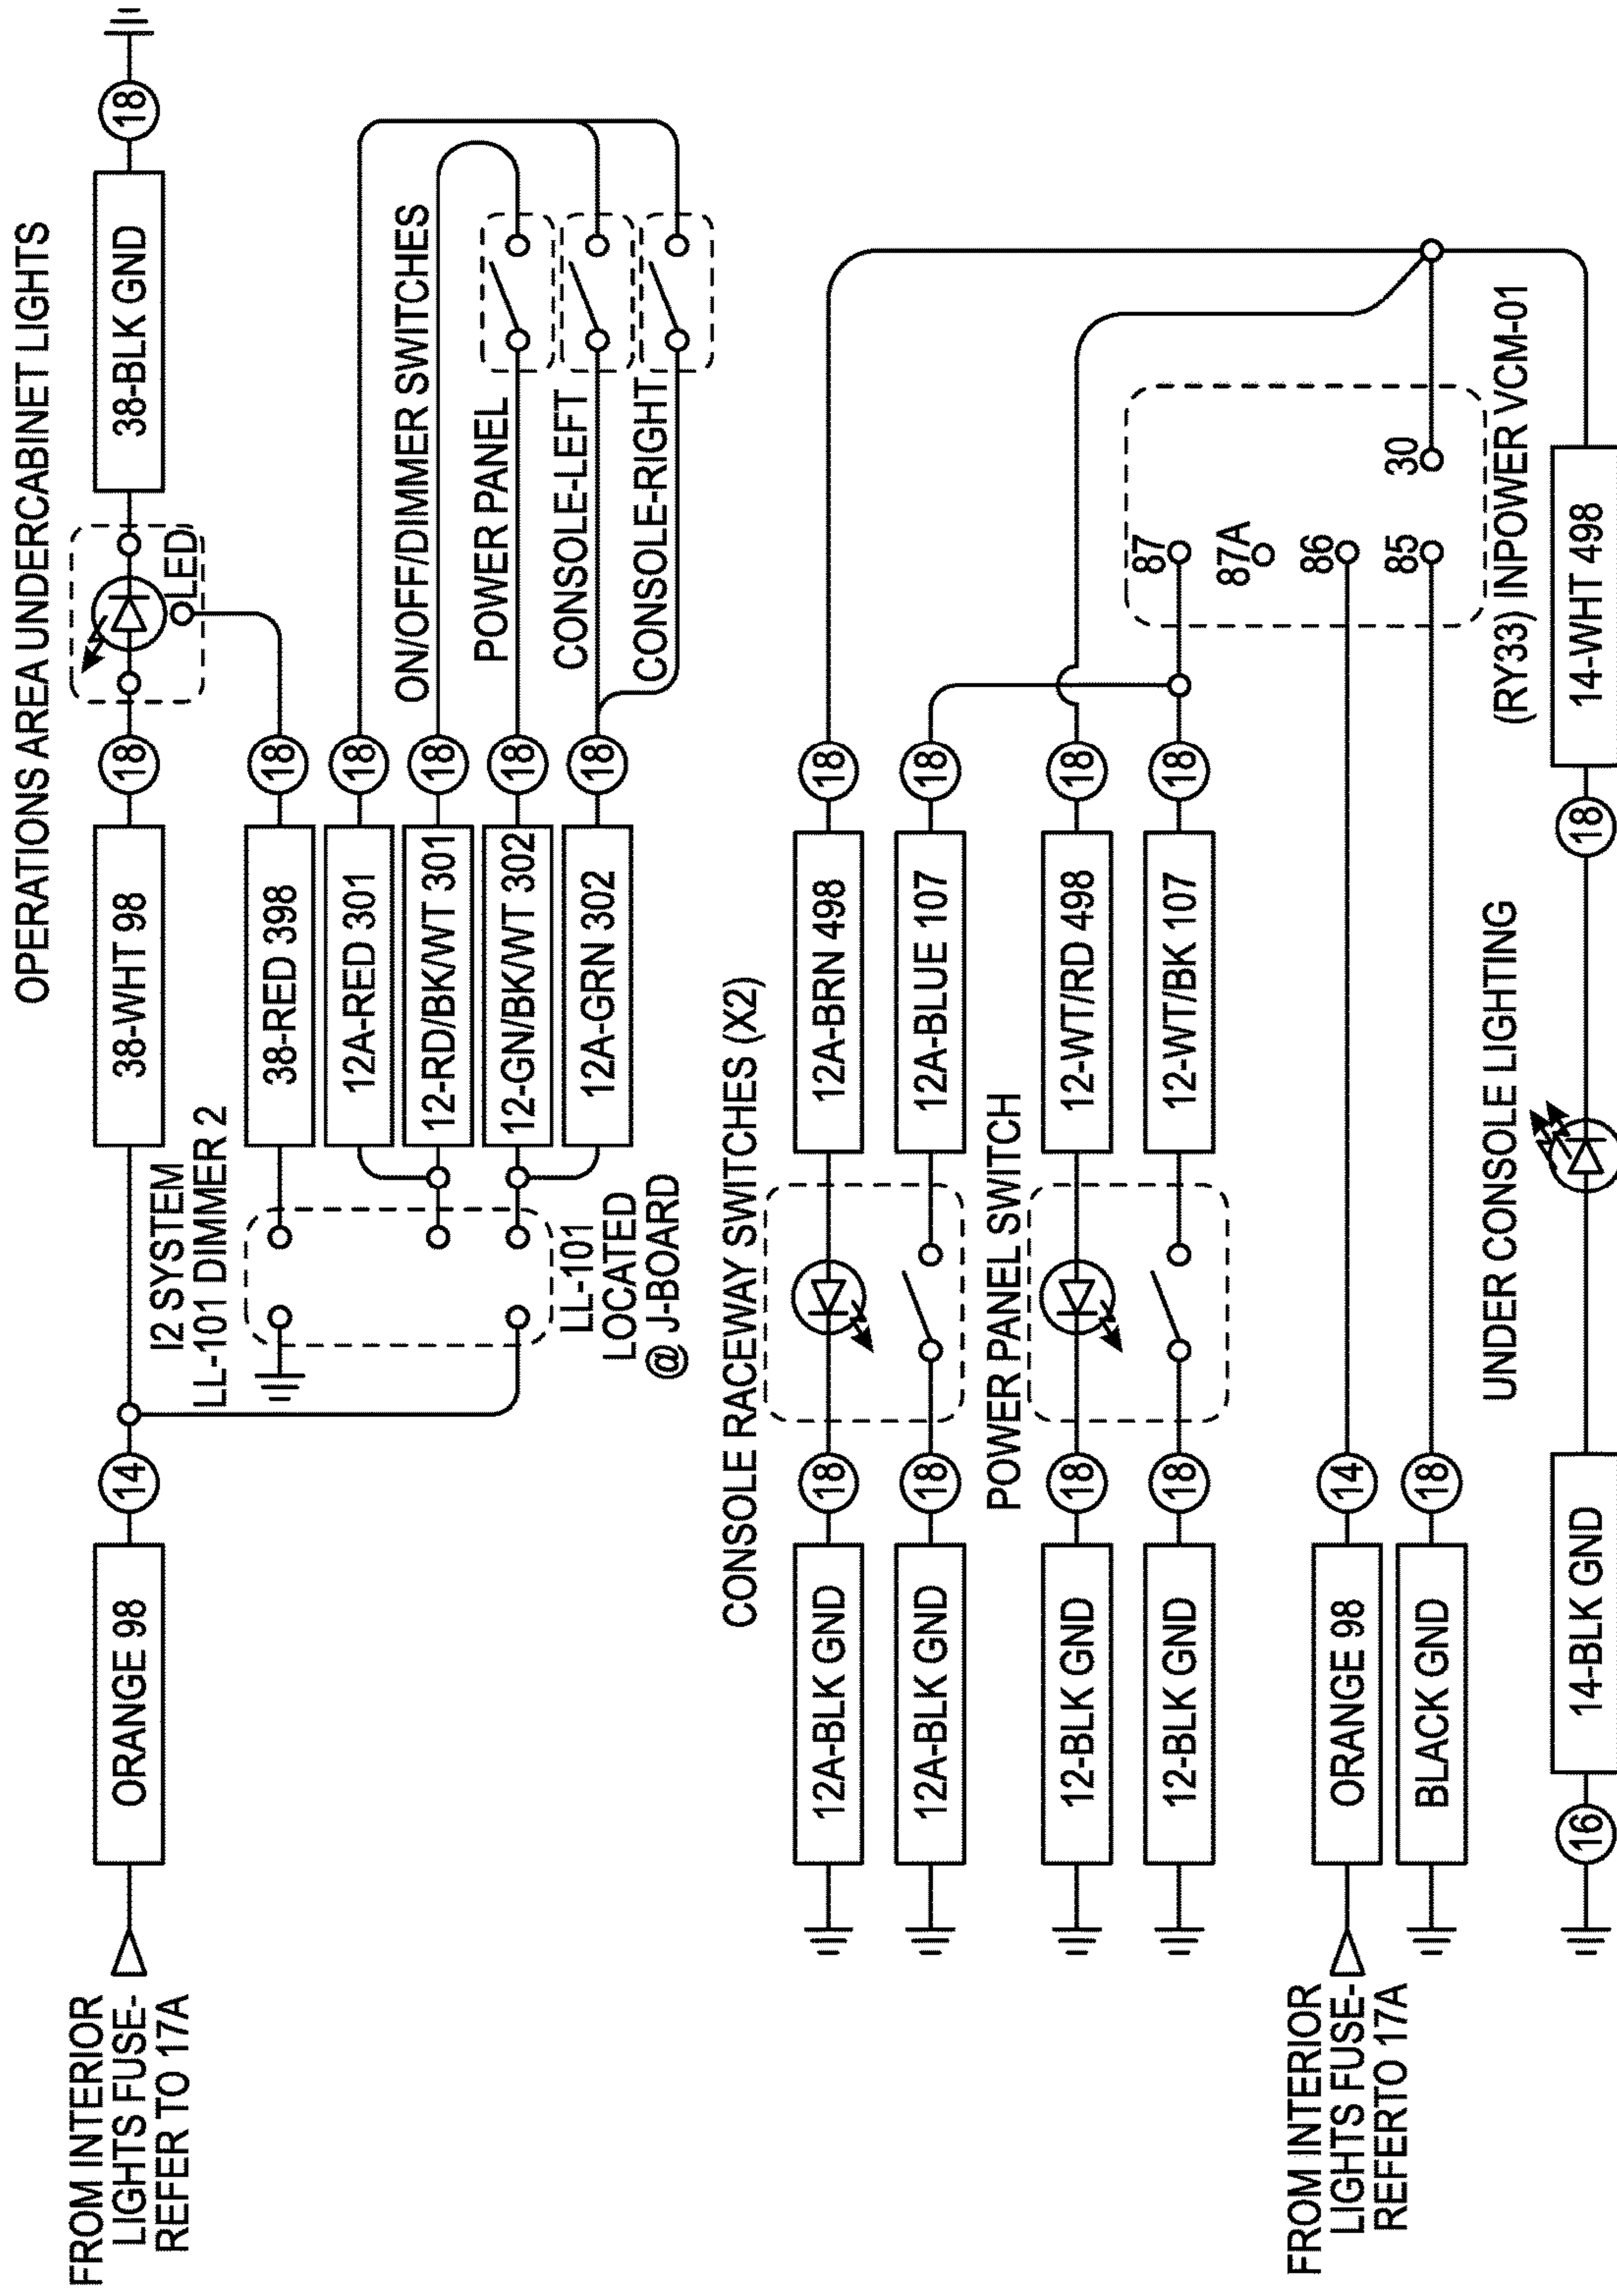 OPERATIONS AREA UNDERCABINET LIGHTS
FROM INTERIOR
LIGHTS FUSE-
REFER TO 17A
ORANGE 98
14
38-WHT 98
18
LED
38-BLK GND
18
I2 SYSTEM
LL-101 DIMMER 2
38-RED 398
18
12A-RED 301
18
ON/OFF/DIMMER SWITCHES
12-RD/BK/WT 301
18
POWER PANEL
12-GN/BK/WT 302
18
CONSOLE-LEFT
12A-GRN 302
18
CONSOLE-RIGHT
LL-101
LOCATED
@ J-BOARD
CONSOLE RACEWAY SWITCHES (X2)
12A-BLK GND
18
12A-BRN 498
18
12A-BLK GND
18
12A-BLUE 107
18
POWER PANEL SWITCH
12-BLK GND
18
12-WT/RD 498
18
12-BLK GND
18
12-WT/BK 107
18
87
87A
86
85
30
(RY33) INPOWER VCM-01
FROM INTERIOR
LIGHTS FUSE-
REFERTO 17A
ORANGE 98
14
BLACK GND
18
UNDER CONSOLE LIGHTING
16
14-BLK GND
18
14-WHT 498